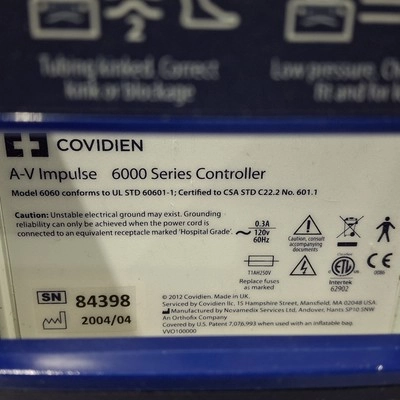 Tubing kinked. Correct
kink or blockage
Low pressure. Ch
fit and for k
COVIDIEN
A-V Impulse 6000 Series Controller
Model 6060 conforms to UL STD 60601-1; Certified to CSA STD C22.2 No. 601.1
Caution: Unstable electrical ground may exist. Grounding
reliability can only be achieved when the power cord is
connected to an equivalent receptacle marked 'Hospital Grade'.
0.3A
~ 120v
60Hz
Caution, consult
accompanying
documents
T1AH250V
Replace fuses
as marked
ETL
Intertek
62902
CE
0086
SN 84398
2004/04
© 2012 Covidien. Made in UK.
Serviced by Covidien llc, 15 Hampshire Street, Mansfield, MA 02048 USA.
Manufactured by Novamedix Services Ltd, Andover, Hants SP10 5NW
An Orthofix Company
Covered by U.S. Patent 7,076,993 when used with an inflatable bag.
VVO100000